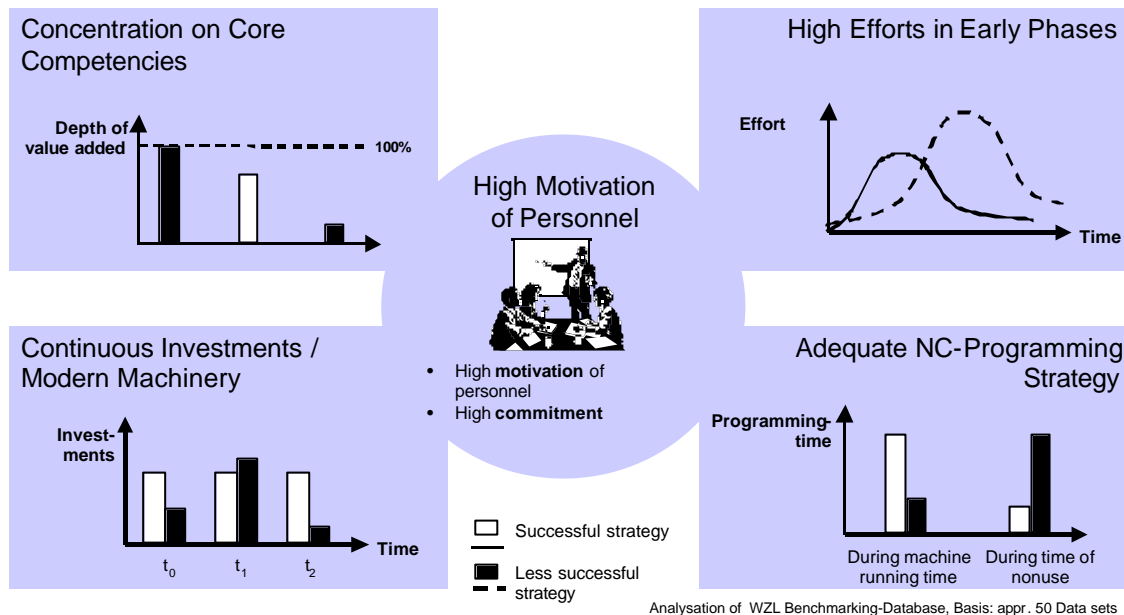 Concentration on Core
Competencies
Depth of
value added
100%
High Efforts in Early Phases
Effort
Time
High Motivation
of Personnel
• High motivation of
personnel
• High commitment
Continuous Investments /
Modern Machinery
Invest-
ments
Time
t0 t1 t2
Adequate NC-Programming
Strategy
Programming-
time
During machine
running time
During time of
nonuse
Successful strategy
Less successful
strategy
Analysation of WZL Benchmarking-Database, Basis: appr. 50 Data sets